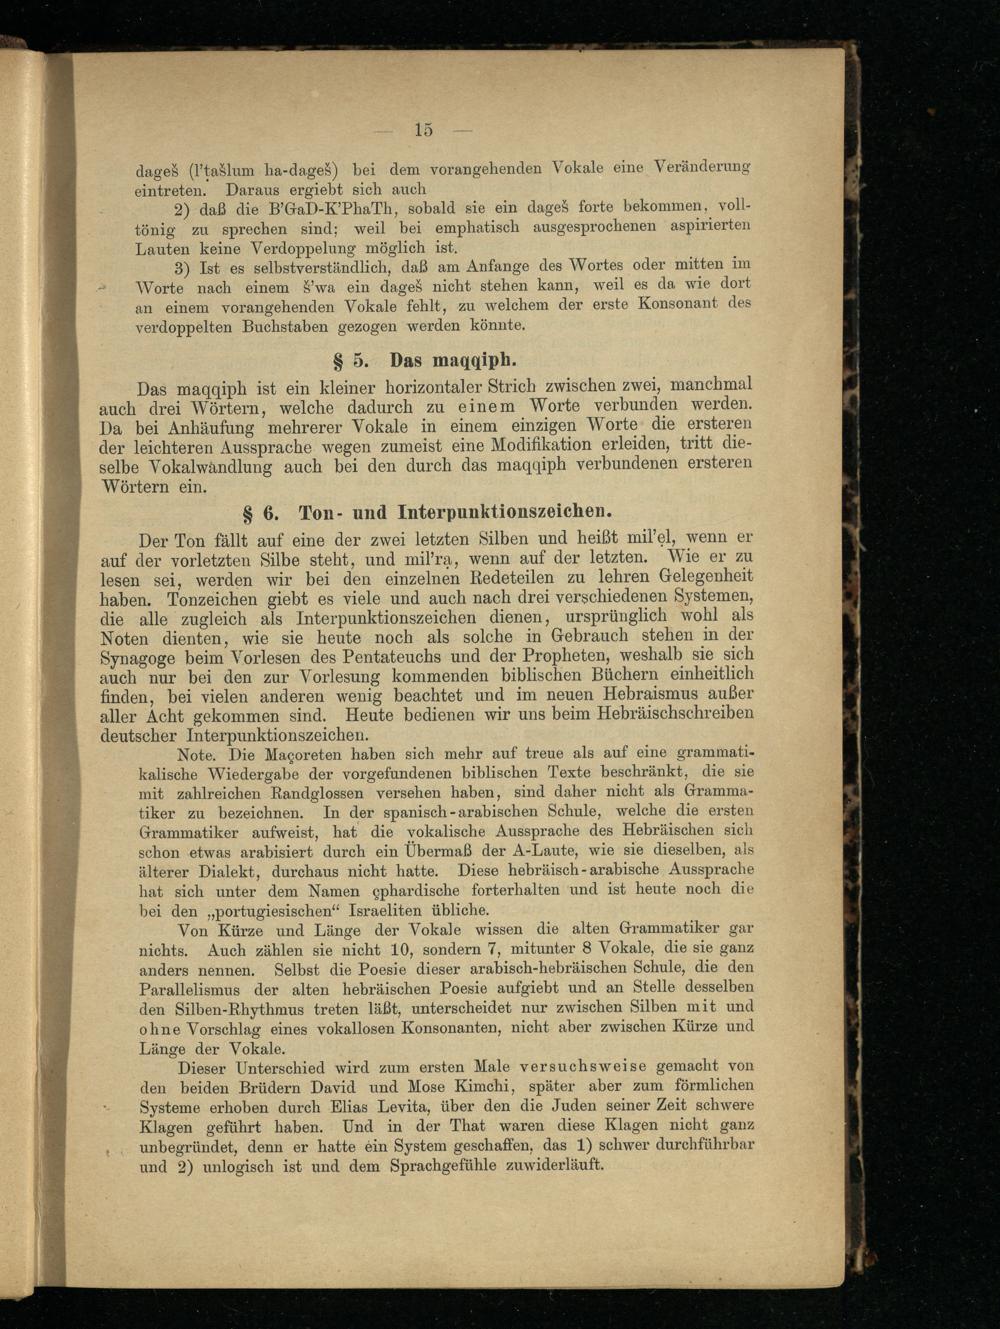 — 15 —
dageš (l’ṭašlum ha-dageš) bei dem vorangehenden Vokale eine Veränderung
eintreten. Daraus ergiebt sich auch
2) daß die B’GaD-K’PhaTh, sobald sie ein dageš forte bekommen, voll-
tönig zu sprechen sind; weil bei emphatisch ausgesprochenen aspirierten
Lauten keine Verdoppelung möglich ist.
3) Ist es selbstverständlich, daß am Anfange des Wortes oder mitten im
Worte nach einem š’wa ein dageš nicht stehen kann, weil es da wie dort
an einem vorangehenden Vokale fehlt, zu welchem der erste Konsonant des
verdoppelten Buchstaben gezogen werden könnte.
§ 5. Das maqqiph.
Das maqqiph ist ein kleiner horizontaler Strich zwischen zwei, manchmal
auch drei Wörtern, welche dadurch zu einem Worte verbunden werden.
Da bei Anhäufung mehrerer Vokale in einem einzigen Worte die ersteren
der leichteren Aussprache wegen zumeist eine Modifikation erleiden, tritt die-
selbe Vokalwandlung auch bei den durch das maqqiph verbundenen ersteren
Wörtern ein.
§ 6. Ton- und Interpunktionszeichen.
Der Ton fällt auf eine der zwei letzten Silben und heißt mil’ẹl, wenn er
auf der vorletzten Silbe steht, und mil’rạ, wenn auf der letzten. Wie er zu
lesen sei, werden wir bei den einzelnen Redeteilen zu lehren Gelegenheit
haben. Tonzeichen giebt es viele und auch nach drei verschiedenen Systemen,
die alle zugleich als Interpunktionszeichen dienen, ursprünglich wohl als
Noten dienten, wie sie heute noch als solche in Gebrauch stehen in der
Synagoge beim Vorlesen des Pentateuchs und der Propheten, weshalb sie sich
auch nur bei den zur Vorlesung kommenden biblischen Büchern einheitlich
finden, bei vielen anderen wenig beachtet und im neuen Hebraismus außer
aller Acht gekommen sind. Heute bedienen wir uns beim Hebräischschreiben
deutscher Interpunktionszeichen.
Note. Die Maçoreten haben sich mehr auf treue als auf eine grammati-
kalische Wiedergabe der vorgefundenen biblischen Texte beschränkt, die sie
mit zahlreichen Randglossen versehen haben, sind daher nicht als Gramma-
tiker zu bezeichnen. In der spanisch-arabischen Schule, welche die ersten
Grammatiker aufweist, hat die vokalische Aussprache des Hebräischen sich
schon etwas arabisiert durch ein Übermaß der A-Laute, wie sie dieselben, als
älterer Dialekt, durchaus nicht hatte. Diese hebräisch-arabische Aussprache
hat sich unter dem Namen çphardische forterhalten und ist heute noch die
bei den „portugiesischen“ Israeliten übliche.
Von Kürze und Länge der Vokale wissen die alten Grammatiker gar
nichts. Auch zählen sie nicht 10, sondern 7, mitunter 8 Vokale, die sie ganz
anders nennen. Selbst die Poesie dieser arabisch-hebräischen Schule, die den
Parallelismus der alten hebräischen Poesie aufgiebt und an Stelle desselben
den Silben-Rhythmus treten läßt, unterscheidet nur zwischen Silben mit und
ohne Vorschlag eines vokallosen Konsonanten, nicht aber zwischen Kürze und
Länge der Vokale.
Dieser Unterschied wird zum ersten Male versuchsweise gemacht von
den beiden Brüdern David und Mose Kimchi, später aber zum förmlichen
Systeme erhoben durch Elias Levita, über den die Juden seiner Zeit schwere
Klagen geführt haben. Und in der That waren diese Klagen nicht ganz
unbegründet, denn er hatte ein System geschaffen, das 1) schwer durchführbar
und 2) unlogisch ist und dem Sprachgefühle zuwiderläuft.